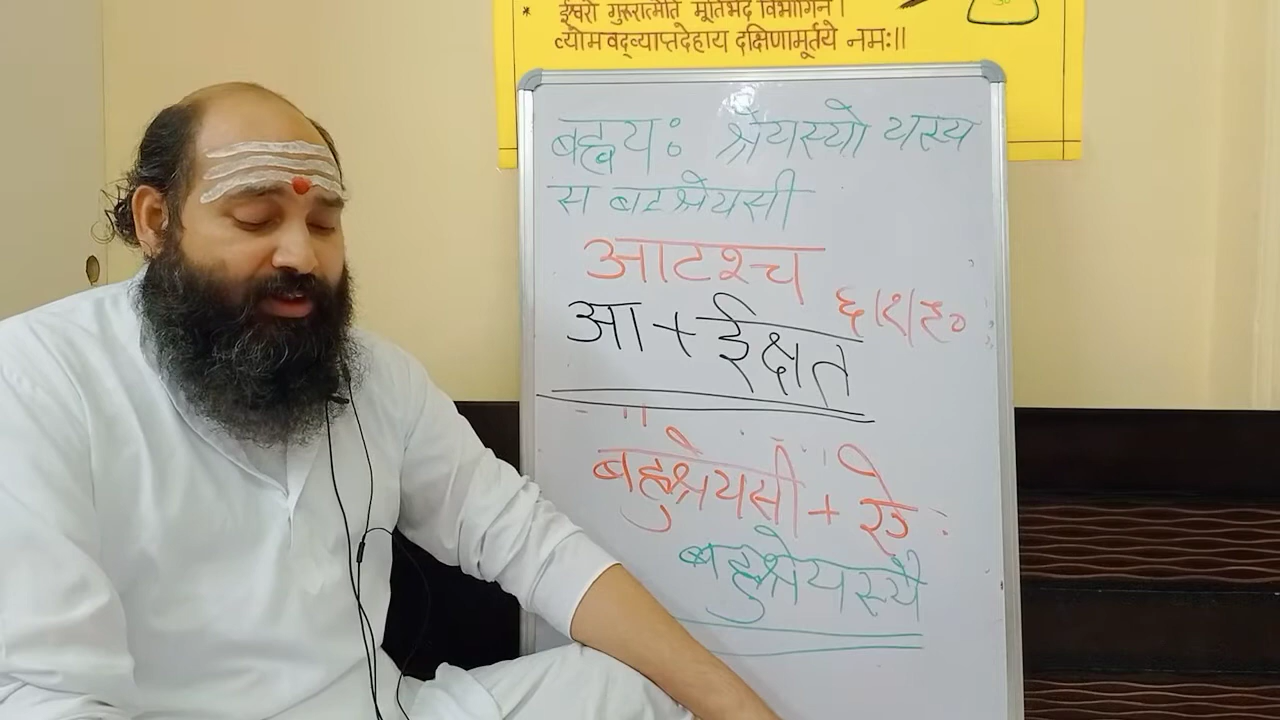 * ईश्वरो गुरुरात्मेति मूर्तिभेद विभागिने।
व्योमवद्व्याप्तदेहाय दक्षिणामूर्तये नमः॥
बह्वयः श्रेयस्यो यस्य
स बहुश्रेयसी
आटश्च
६।१।९०
आ + ईक्षत
बहुश्रेयसी + ऐ
बहुश्रेयस्यै